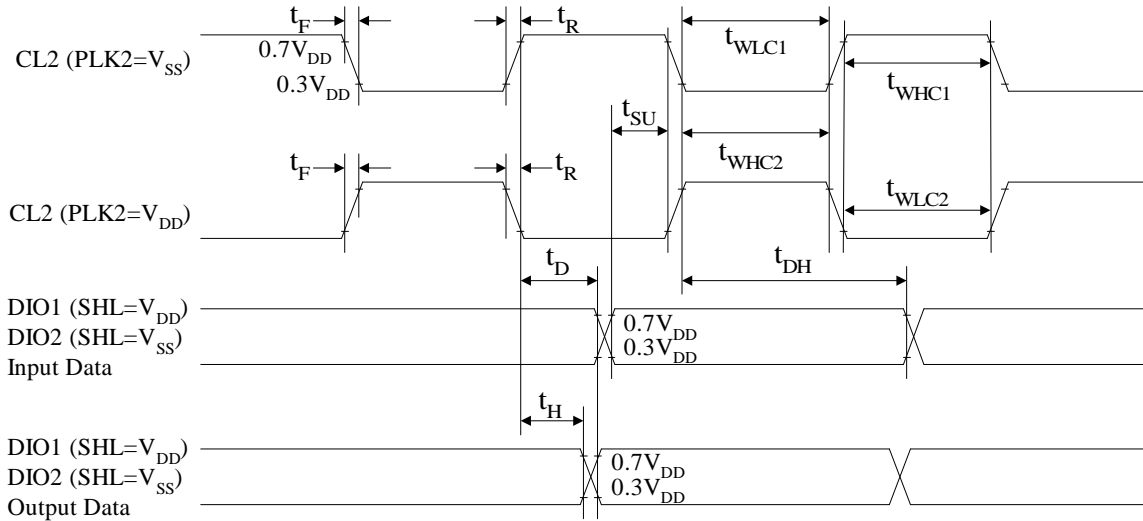 t_F
t_R
t_WLC1
0.7V_DD
CL2 (PLK2=V_SS)
0.3V_DD
t_WHC1
t_SU
t_F
t_R
t_WHC2
t_WLC2
CL2 (PLK2=V_DD)
t_D
t_DH
DIO1 (SHL=V_DD)
0.7V_DD
DIO2 (SHL=V_SS)
0.3V_DD
Input Data
t_H
DIO1 (SHL=V_DD)
0.7V_DD
DIO2 (SHL=V_SS)
0.3V_DD
Output Data